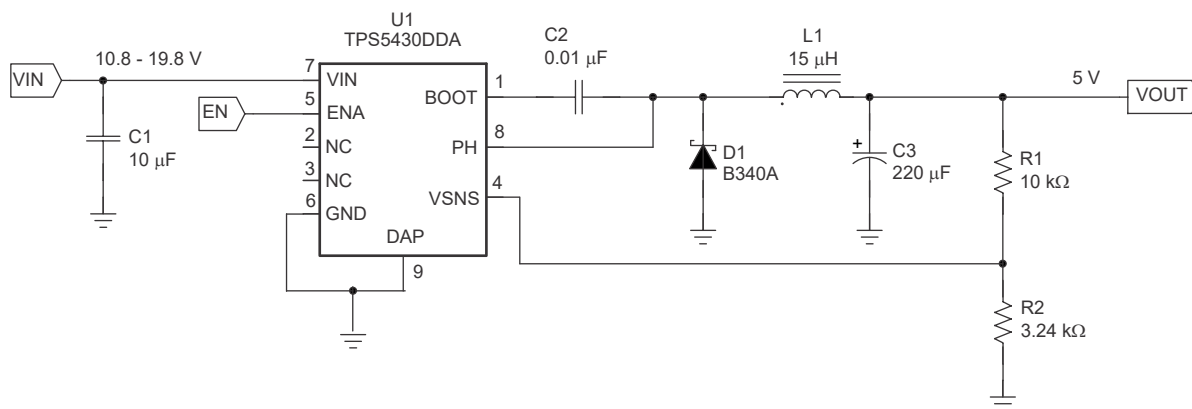 U1
TPS5430DDA
VIN
10.8 - 19.8 V
C1
10 μF
EN
7
VIN
5
ENA
2
NC
3
NC
6
GND
DAP
9
BOOT
1
PH
8
VSNS
4
C2
0.01 μF
D1
B340A
L1
15 μH
+
C3
220 μF
5 V
VOUT
R1
10 kΩ
R2
3.24 kΩ